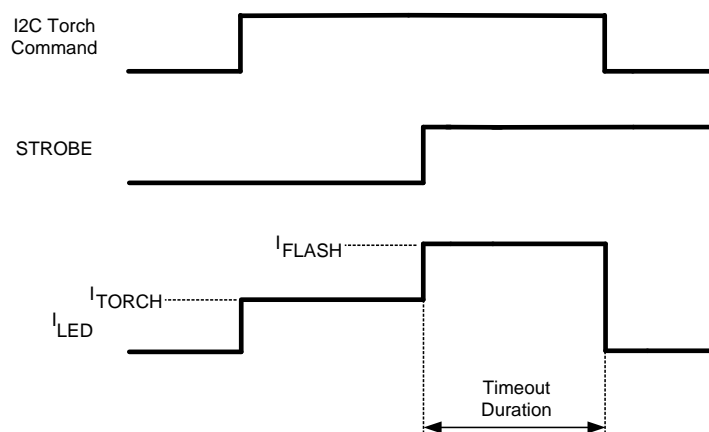 I2C Torch
Command
STROBE
IFLASH
ITORCH
ILED
Timeout
Duration